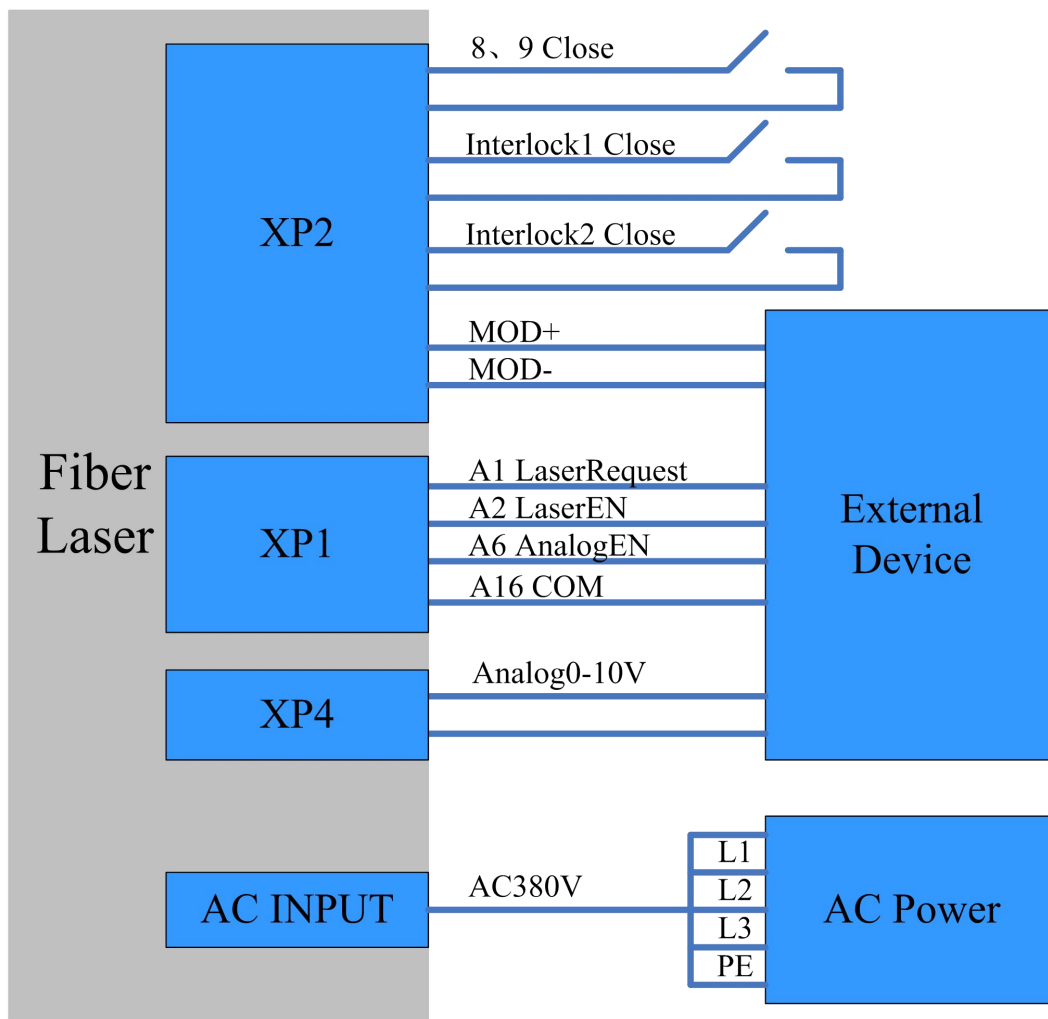 8、9 Close
Interlock1 Close
XP2
Interlock2 Close
MOD+
MOD-
Fiber
Laser
XP1
A1 LaserRequest
A2 LaserEN
A6 AnalogEN
A16 COM
External
Device
XP4
Analog0-10V
AC INPUT
AC380V
L1
L2
L3
PE
AC Power